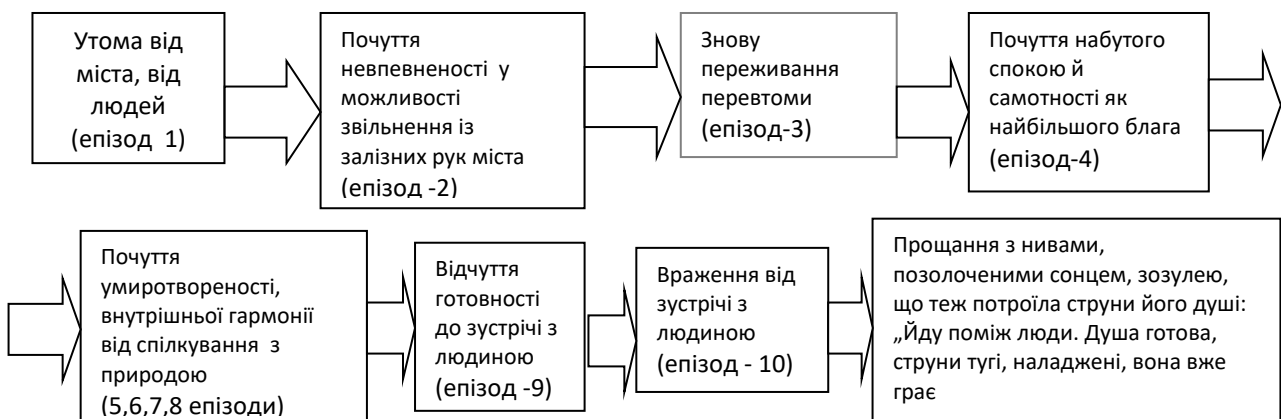 Утома від
міста, від
людей
(епізод 1)
Почуття
невпевненості у
можливості
звільнення із
залізних рук міста
(епізод -2)
Знову
переживання
перевтоми
(епізод-3)
Почуття набутого
спокою й
самотності як
найбільшого блага
(епізод-4)
Почуття
умиротвореності,
внутрішньої гармонії
від спілкування з
природою
(5,6,7,8 епізоди)
Відчуття
готовності
до зустрічі з
людиною
(епізод -9)
Враження від
зустрічі з
людиною
(епізод - 10)
Прощання з нивами,
позолоченими сонцем, зозулею,
що теж потроїла струни його душі:
„Йду поміж люди. Душа готова,
струни тугі, наладжені, вона вже
грає